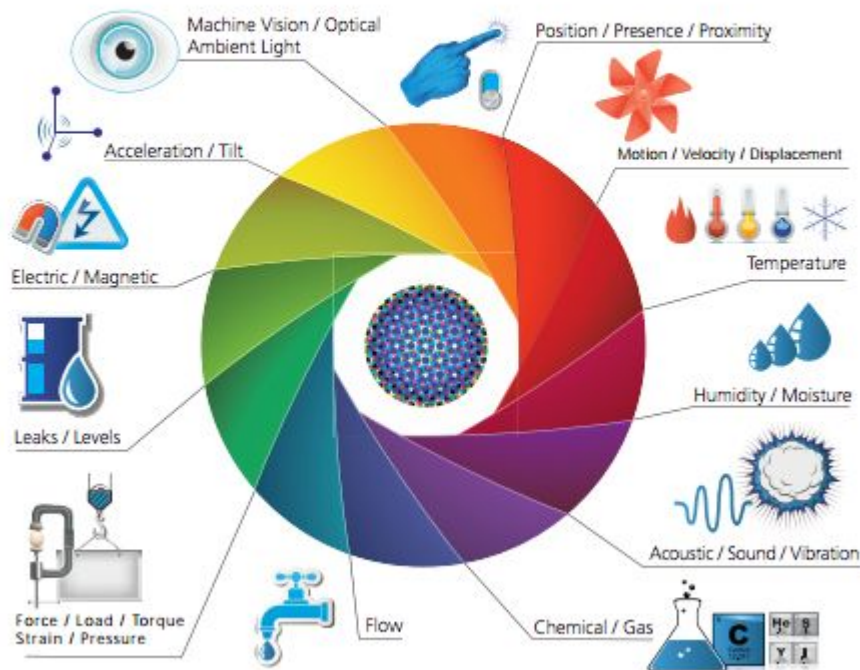 Machine Vision / Optical
Ambient Light
Position / Presence / Proximity
Motion / Velocity / Displacement
Acceleration / Tilt
Temperature
Electric / Magnetic
Humidity / Moisture
Leaks / Levels
Acoustic / Sound / Vibration
Force / Load / Torque
Strain / Pressure
Flow
Chemical / Gas
C
He
S
Y